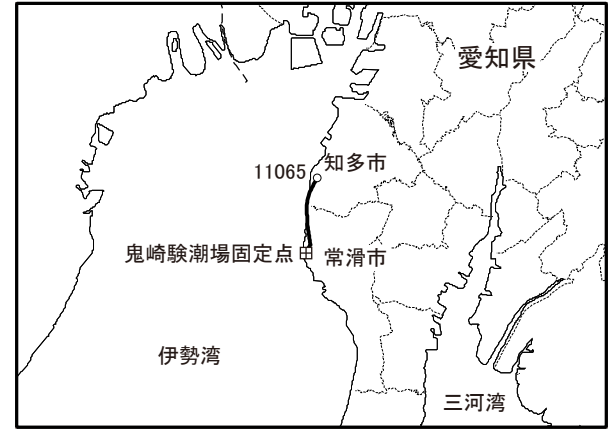 愛知県
11065
知多市
鬼崎験潮場固定点
常滑市
伊勢湾
三河湾